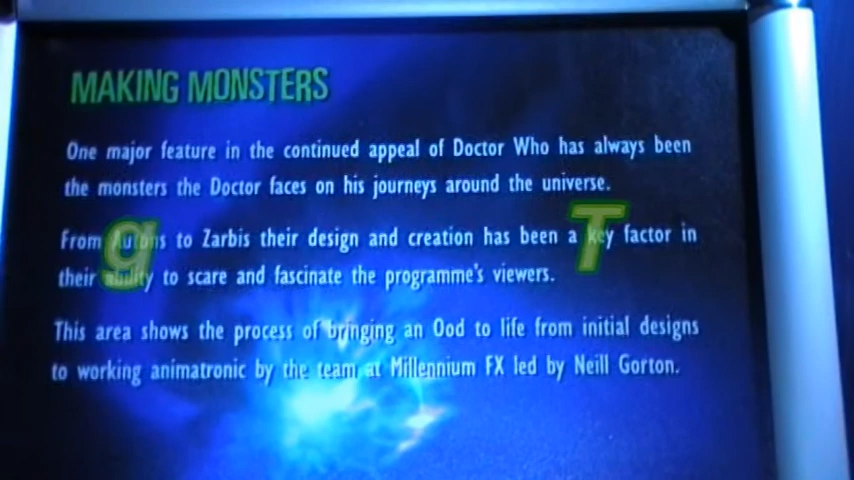 MAKING MONSTERS
One major feature in the continued appeal of Doctor Who has always been
the monsters the Doctor faces on his journeys around the universe.
From Autons to Zarbis their design and creation has been a key factor in
their ability to scare and fascinate the programme's viewers.
g T
This area shows the process of bringing an Ood to life from initial designs
to working animatronic by the team at Millennium FX led by Neill Gorton.